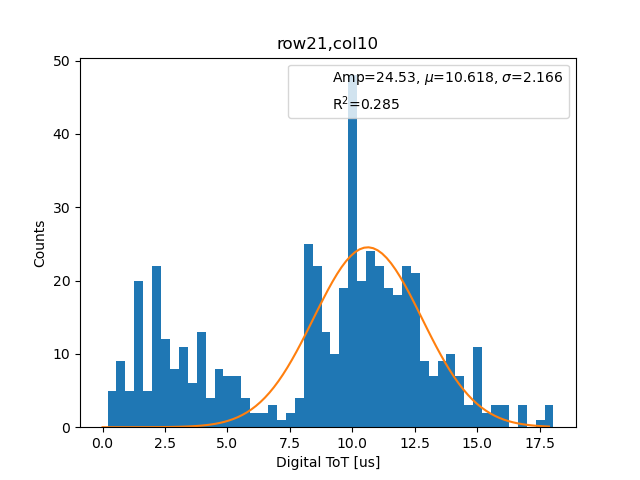 row21,col10
Amp=24.53, μ=10.618, σ=2.166
R²=0.285
50
40
30
20
10
0
Counts
0.0 2.5 5.0 7.5 10.0 12.5 15.0 17.5
Digital ToT [us]